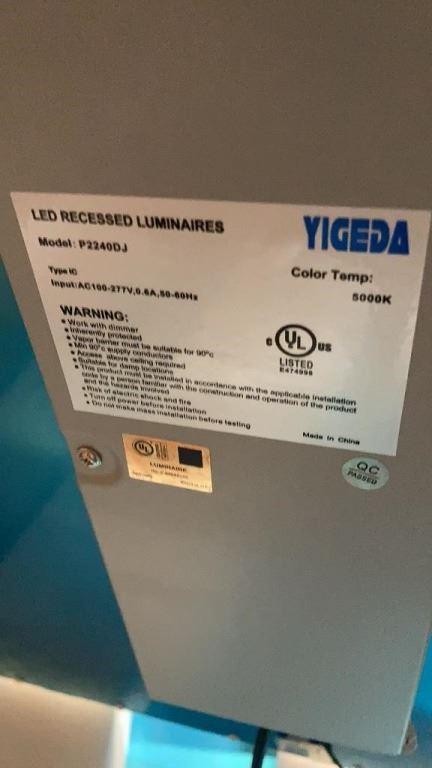 LED RECESSED LUMINAIRES
YIGEDA
Model: P2240DJ
Color Temp:
5000K
Type IC
Input:AC100-277V,0.6A,50-60Hz
WARNING:
• Work with dimmer
• Inherently protected
• Vapor barrier must be suitable for 90°c
• Min 90°c supply conductors
• Access above ceiling required
• Suitable for damp locations
• This product must be installed in accordance with the applicable installation
code by a person familiar with the construction and operation of the product
and the hazards involved
• Risk of electric shock and fire
• Turn off power before installation
• Do not make mass installation before testing
c UL US
LISTED
E474998
Made in China
UL
LUMINAIRE
QC
PASSED